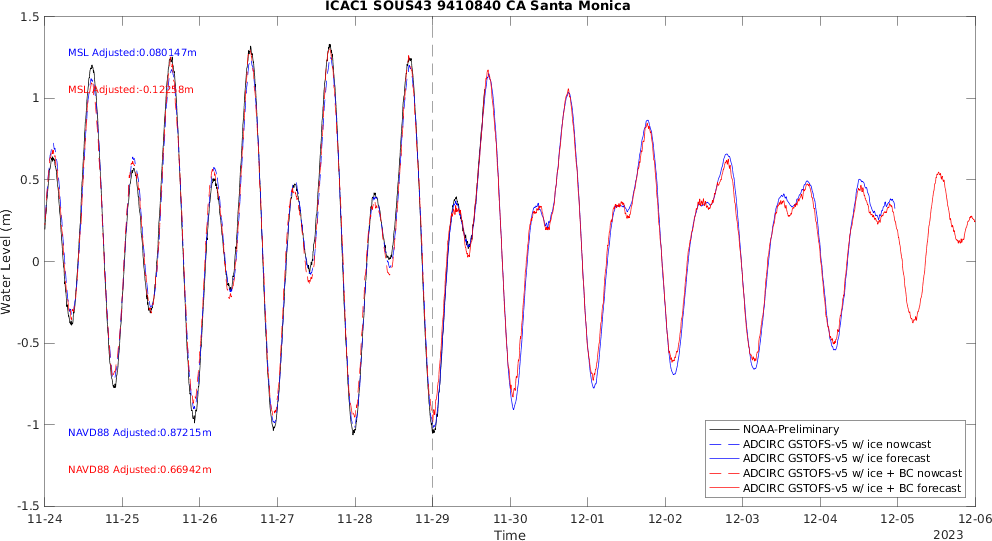 ICAC1 SOUS43 9410840 CA Santa Monica
1.5
1
0.5
0
-0.5
-1
-1.5
Water Level (m)
MSL Adjusted:0.080147m
MSL Adjusted:-0.12258m
NAVD88 Adjusted:0.87215m
NAVD88 Adjusted:0.66942m
NOAA-Preliminary
ADCIRC GSTOFS-v5 w/ ice nowcast
ADCIRC GSTOFS-v5 w/ ice forecast
ADCIRC GSTOFS-v5 w/ ice + BC nowcast
ADCIRC GSTOFS-v5 w/ ice + BC forecast
11-24 11-25 11-26 11-27 11-28 11-29 11-30 12-01 12-02 12-03 12-04 12-05 12-06
Time
2023